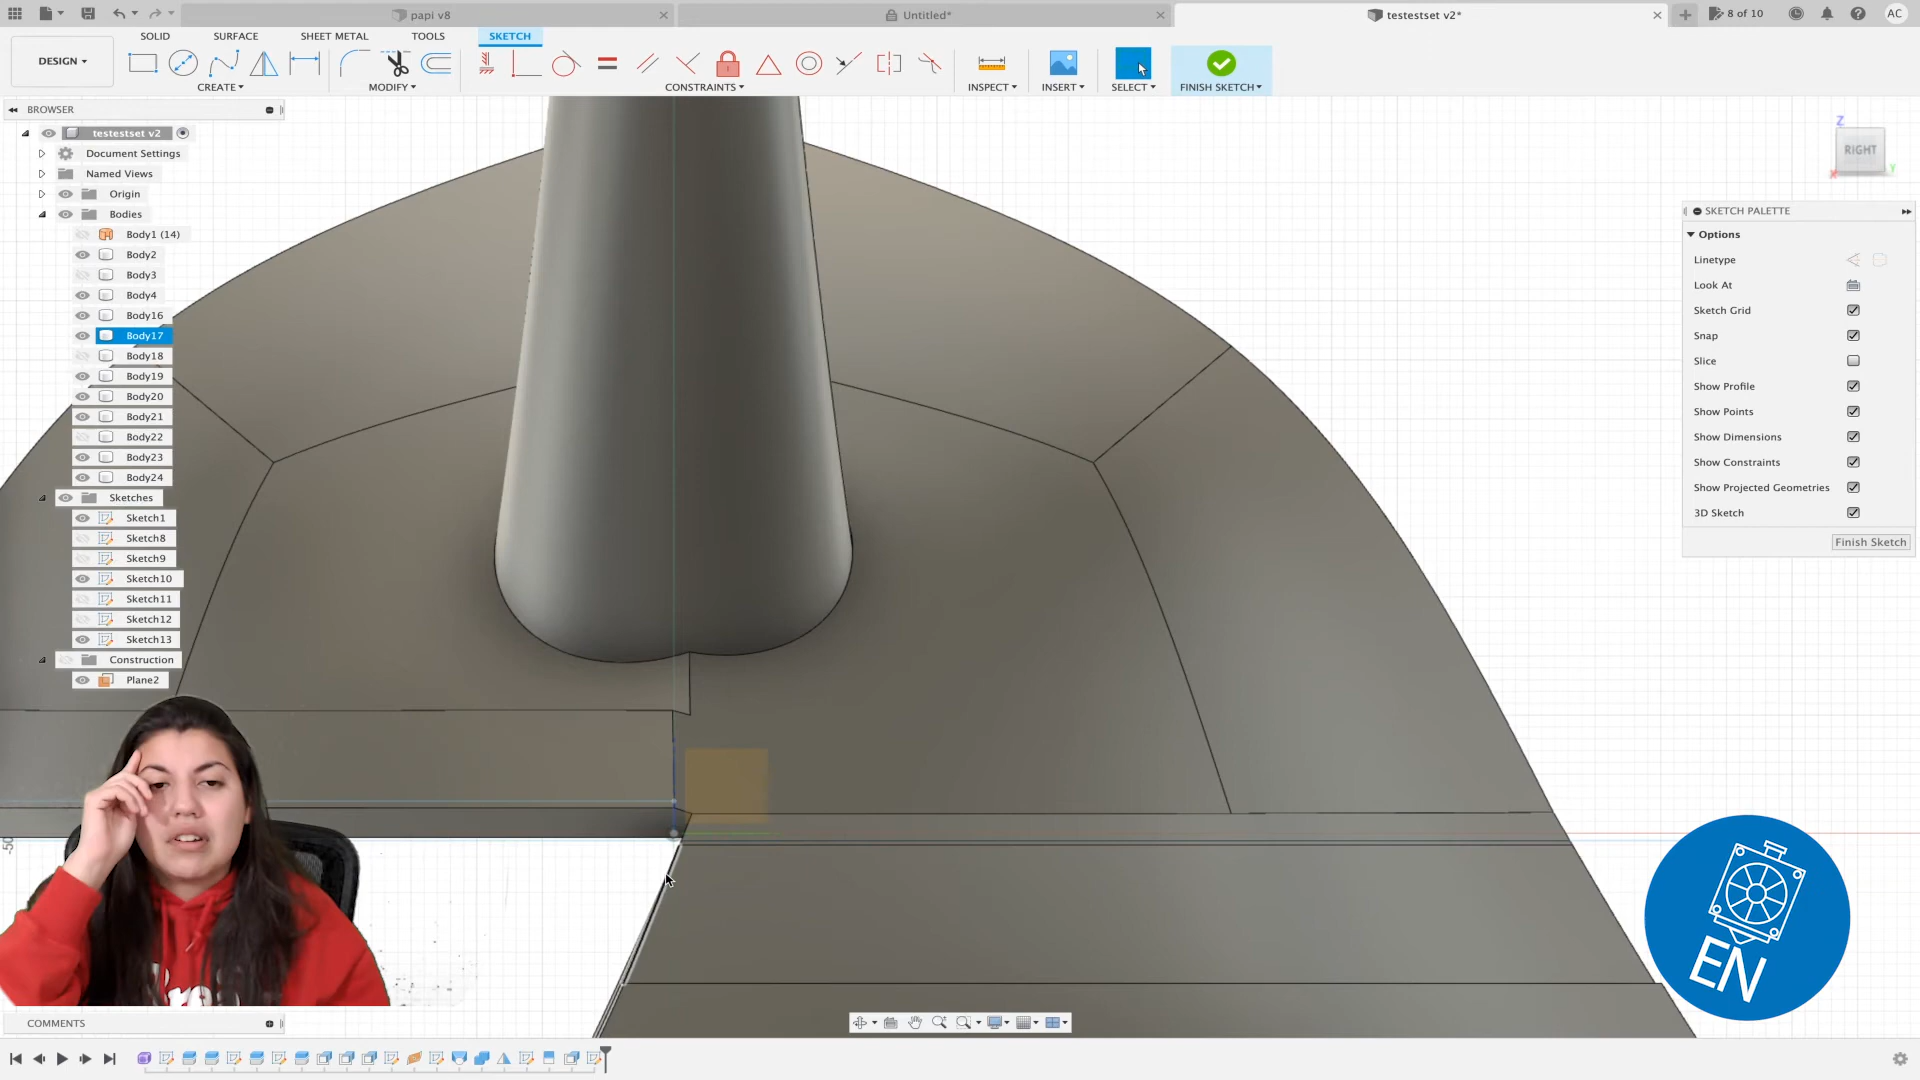 papi v8
Untitled*
testestset v2*
8 of 10
AC
DESIGN
SOLID
SURFACE
SHEET METAL
TOOLS
SKETCH
CREATE
MODIFY
CONSTRAINTS
INSPECT
INSERT
SELECT
FINISH SKETCH
BROWSER
testestset v2
Document Settings
Named Views
Origin
Bodies
Body1 (14)
Body2
Body3
Body4
Body16
Body17
Body18
Body19
Body20
Body21
Body22
Body23
Body24
Sketches
Sketch1
Sketch8
Sketch9
Sketch10
Sketch11
Sketch12
Sketch13
Construction
Plane2
Z
RIGHT
X
Y
SKETCH PALETTE
Options
Linetype
Look At
Sketch Grid
Snap
Slice
Show Profile
Show Points
Show Dimensions
Show Constraints
Show Projected Geometries
3D Sketch
Finish Sketch
EN
COMMENTS